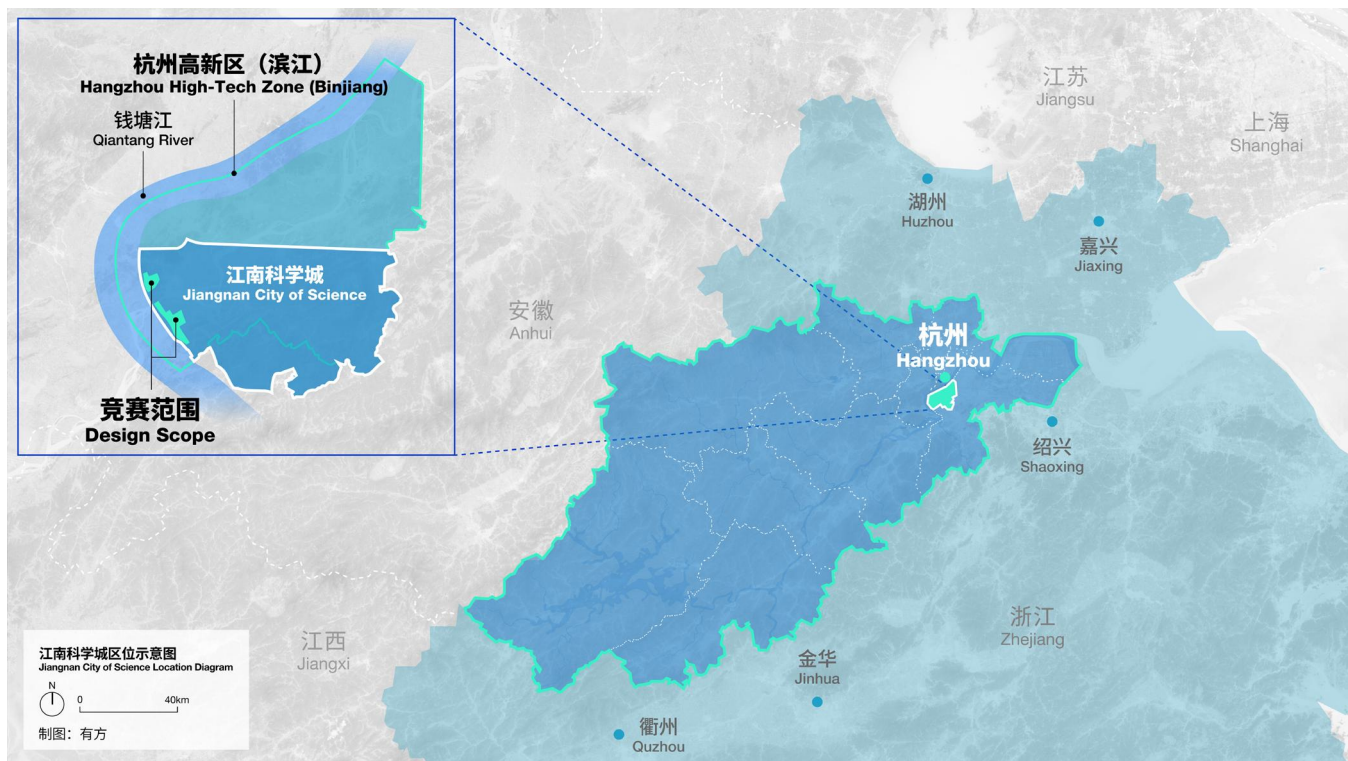 杭州高新区（滨江）
Hangzhou High-Tech Zone (Binjiang)
钱塘江
Qiantang River
江南科学城
Jiangnan City of Science
竞赛范围
Design Scope
江苏
Jiangsu
上海
Shanghai
湖州
Huzhou
嘉兴
Jiaxing
安徽
Anhui
杭州
Hangzhou
绍兴
Shaoxing
浙江
Zhejiang
江西
Jiangxi
金华
Jinhua
衢州
Quzhou
江南科学城区位示意图
Jiangnan City of Science Location Diagram
N
0 40km
制图：有方